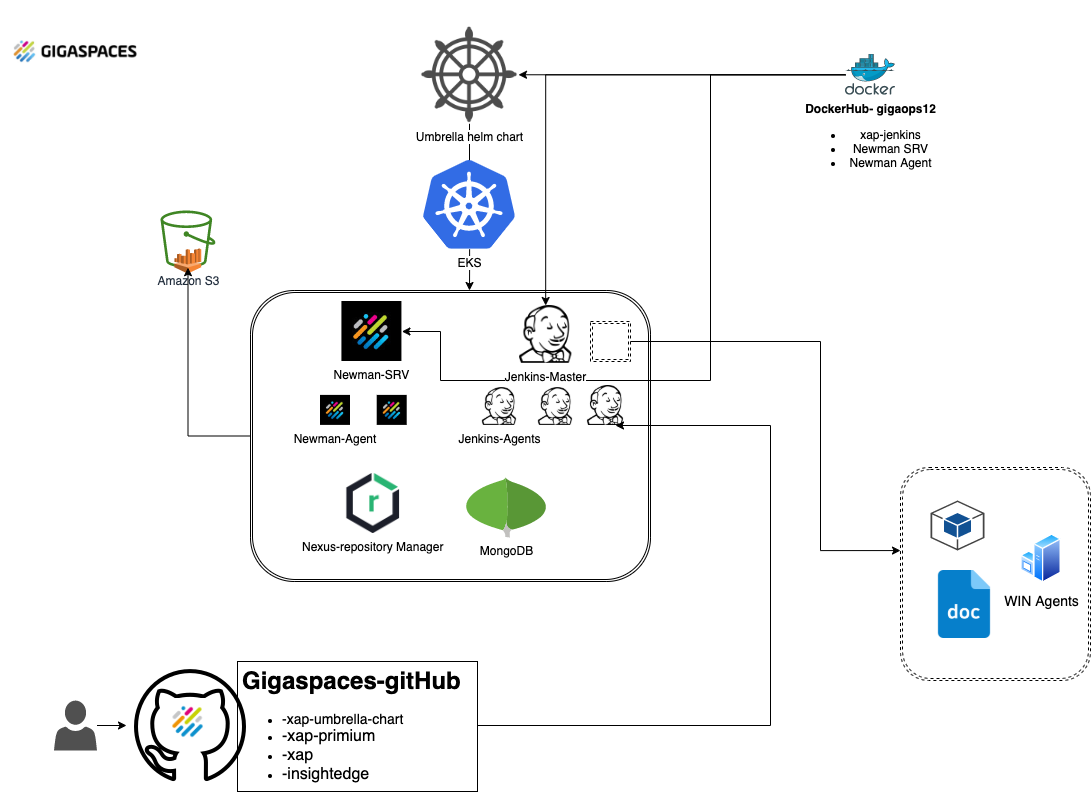 GIGASPACES
docker
DockerHub- gigaops12
xap-jenkins
Newman SRV
Newman Agent
Umbrella helm chart
EKS
Amazon S3
Newman-SRV
Jenkins-Master
Newman-Agent
Jenkins-Agents
r
Nexus-repository Manager
MongoDB
WIN Agents
doc
Gigaspaces-gitHub
-xap-umbrella-chart
-xap-primium
-xap
-insightedge